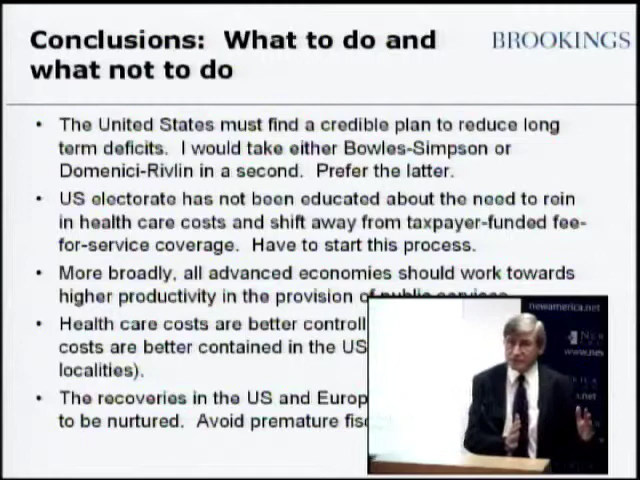 Conclusions: What to do and
what not to do
BROOKINGS
• The United States must find a credible plan to reduce long
term deficits. I would take either Bowles-Simpson or
Domenici-Rivlin in a second. Prefer the latter.
• US electorate has not been educated about the need to rein
in health care costs and shift away from taxpayer-funded fee-
for-service coverage. Have to start this process.
• More broadly, all advanced economies should work towards
higher productivity in the provision of public services.
• Health care costs are better controll
costs are better contained in the US
localities).
• The recoveries in the US and Europ
to be nurtured. Avoid premature fisc
newamerica.net
New
www.ne
.net